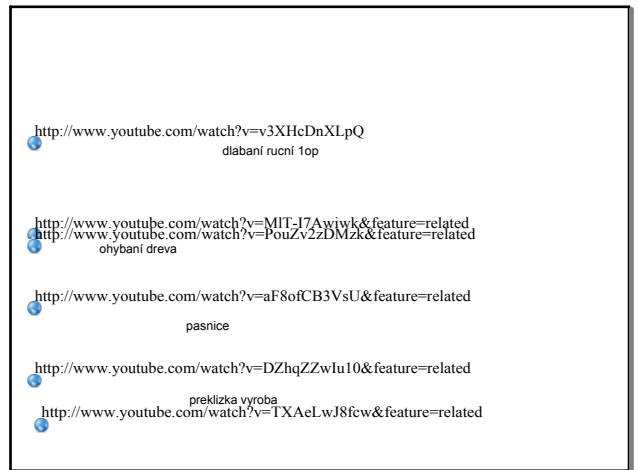 http://www.youtube.com/watch?v=v3XHcDnXLpQ
dlabaní rucní 1op
http://www.youtube.com/watch?v=MlT-I7Awjwk&feature=related
http://www.youtube.com/watch?v=PouZv2zDMzk&feature=related
ohybaní dreva
http://www.youtube.com/watch?v=aF8ofCB3VsU&feature=related
pasnice
http://www.youtube.com/watch?v=DZhqZZwIu10&feature=related
preklizka vyroba
http://www.youtube.com/watch?v=TXAeLwJ8fcw&feature=related